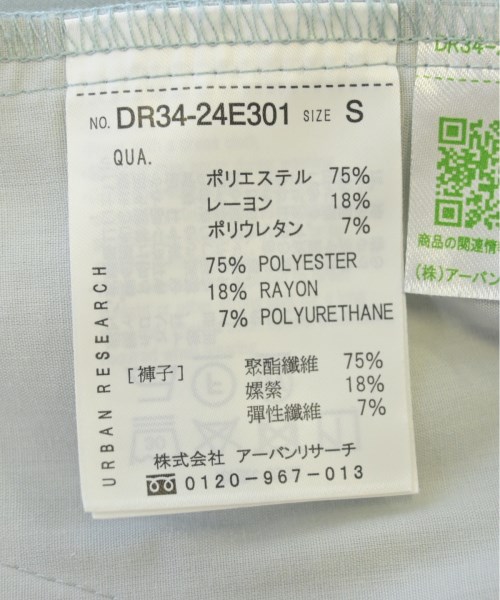 NO. DR34-24E301 SIZE S
QUA.
ポリエステル 75%
レーヨン 18%
ポリウレタン 7%
75% POLYESTER
18% RAYON
7% POLYURETHANE
[褲子] 聚酯纖維 75%
嫘縈 18%
彈性纖維 7%
株式会社 アーバンリサーチ
0120-967-013
URBAN RESEARCH
DR34-
商品の関連情
(株)アーバン